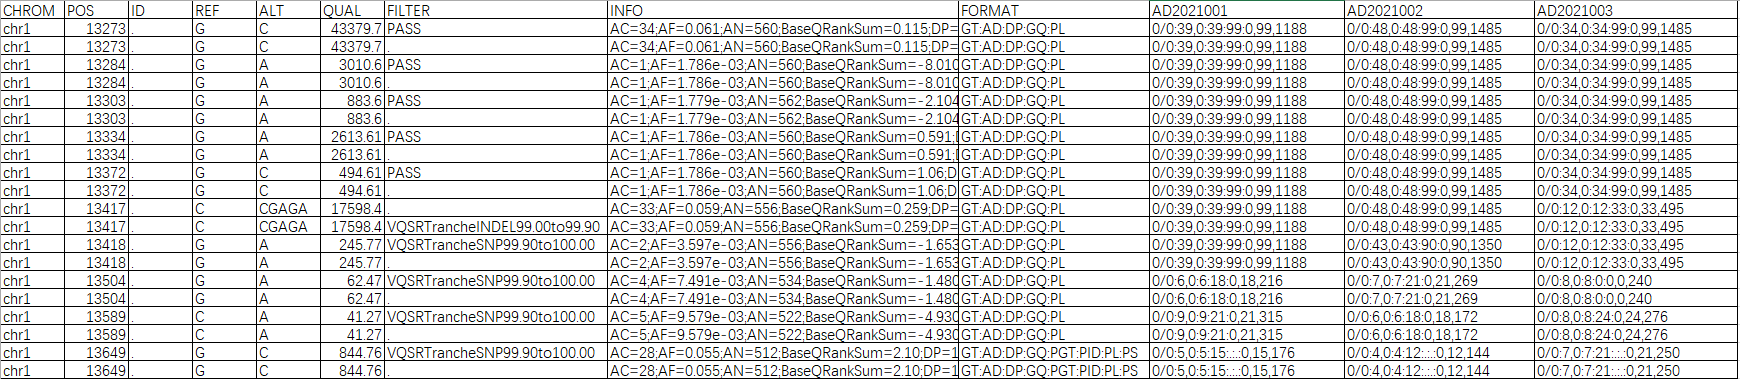 CHROM POS ID REF ALT QUAL FILTER INFO FORMAT AD2021001 AD2021002 AD2021003
chr1 13273 . G C 43379.7 PASS AC=34;AF=0.061;AN=560;BaseQRankSum=0.115;DP= GT:AD:DP:GQ:PL 0/0:39,0:39:99:0,99,1188 0/0:48,0:48:99:0,99,1485 0/0:34,0:34:99:0,99,1485
chr1 13273 . G C 43379.7 . AC=34;AF=0.061;AN=560;BaseQRankSum=0.115;DP= GT:AD:DP:GQ:PL 0/0:39,0:39:99:0,99,1188 0/0:48,0:48:99:0,99,1485 0/0:34,0:34:99:0,99,1485
chr1 13284 . G A 3010.6 PASS AC=1;AF=1.786e-03;AN=560;BaseQRankSum=-8.010 GT:AD:DP:GQ:PL 0/0:39,0:39:99:0,99,1188 0/0:48,0:48:99:0,99,1485 0/0:34,0:34:99:0,99,1485
chr1 13284 . G A 3010.6 . AC=1;AF=1.786e-03;AN=560;BaseQRankSum=-8.010 GT:AD:DP:GQ:PL 0/0:39,0:39:99:0,99,1188 0/0:48,0:48:99:0,99,1485 0/0:34,0:34:99:0,99,1485
chr1 13303 . G A 883.6 PASS AC=1;AF=1.779e-03;AN=562;BaseQRankSum=-2.104 GT:AD:DP:GQ:PL 0/0:39,0:39:99:0,99,1188 0/0:48,0:48:99:0,99,1485 0/0:34,0:34:99:0,99,1485
chr1 13303 . G A 883.6 . AC=1;AF=1.779e-03;AN=562;BaseQRankSum=-2.104 GT:AD:DP:GQ:PL 0/0:39,0:39:99:0,99,1188 0/0:48,0:48:99:0,99,1485 0/0:34,0:34:99:0,99,1485
chr1 13334 . G A 2613.61 PASS AC=1;AF=1.786e-03;AN=560;BaseQRankSum=0.591;D GT:AD:DP:GQ:PL 0/0:39,0:39:99:0,99,1188 0/0:48,0:48:99:0,99,1485 0/0:34,0:34:99:0,99,1485
chr1 13334 . G A 2613.61 . AC=1;AF=1.786e-03;AN=560;BaseQRankSum=0.591;D GT:AD:DP:GQ:PL 0/0:39,0:39:99:0,99,1188 0/0:48,0:48:99:0,99,1485 0/0:34,0:34:99:0,99,1485
chr1 13372 . G C 494.61 PASS AC=1;AF=1.786e-03;AN=560;BaseQRankSum=1.06;D GT:AD:DP:GQ:PL 0/0:39,0:39:99:0,99,1188 0/0:48,0:48:99:0,99,1485 0/0:34,0:34:99:0,99,1485
chr1 13372 . G C 494.61 . AC=1;AF=1.786e-03;AN=560;BaseQRankSum=1.06;D GT:AD:DP:GQ:PL 0/0:39,0:39:99:0,99,1188 0/0:48,0:48:99:0,99,1485 0/0:34,0:34:99:0,99,1485
chr1 13417 . C CGAGA 17598.4 . AC=33;AF=0.059;AN=556;BaseQRankSum=0.259;DP= GT:AD:DP:GQ:PL 0/0:39,0:39:99:0,99,1188 0/0:48,0:48:99:0,99,1485 0/0:12,0:12:33:0,33,495
chr1 13417 . C CGAGA 17598.4 VQSRTrancheINDEL99.00to99.90 AC=33;AF=0.059;AN=556;BaseQRankSum=0.259;DP= GT:AD:DP:GQ:PL 0/0:39,0:39:99:0,99,1188 0/0:48,0:48:99:0,99,1485 0/0:12,0:12:33:0,33,495
chr1 13418 . G A 245.77 VQSRTrancheSNP99.90to100.00 AC=2;AF=3.597e-03;AN=556;BaseQRankSum=-1.653 GT:AD:DP:GQ:PL 0/0:39,0:39:99:0,99,1188 0/0:43,0:43:90:0,90,1350 0/0:12,0:12:33:0,33,495
chr1 13418 . G A 245.77 . AC=2;AF=3.597e-03;AN=556;BaseQRankSum=-1.653 GT:AD:DP:GQ:PL 0/0:39,0:39:99:0,99,1188 0/0:43,0:43:90:0,90,1350 0/0:12,0:12:33:0,33,495
chr1 13504 . G A 62.47 VQSRTrancheSNP99.90to100.00 AC=4;AF=7.491e-03;AN=534;BaseQRankSum=-1.480 GT:AD:DP:GQ:PL 0/0:6,0:6:18:0,18,216 0/0:7,0:7:21:0,21,269 0/0:8,0:8:0:0,0,240
chr1 13504 . G A 62.47 . AC=4;AF=7.491e-03;AN=534;BaseQRankSum=-1.480 GT:AD:DP:GQ:PL 0/0:6,0:6:18:0,18,216 0/0:7,0:7:21:0,21,269 0/0:8,0:8:0:0,0,240
chr1 13589 . C A 41.27 VQSRTrancheSNP99.90to100.00 AC=5;AF=9.579e-03;AN=522;BaseQRankSum=-4.930 GT:AD:DP:GQ:PL 0/0:9,0:9:21:0,21,315 0/0:6,0:6:18:0,18,172 0/0:8,0:8:24:0,24,276
chr1 13589 . C A 41.27 . AC=5;AF=9.579e-03;AN=522;BaseQRankSum=-4.930 GT:AD:DP:GQ:PL 0/0:9,0:9:21:0,21,315 0/0:6,0:6:18:0,18,172 0/0:8,0:8:24:0,24,276
chr1 13649 . G C 844.76 VQSRTrancheSNP99.90to100.00 AC=28;AF=0.055;AN=512;BaseQRankSum=2.10;DP=1 GT:AD:DP:GQ:PGT:PID:PL:PS 0/0:5,0:5:15:.:.:0,15,176 0/0:4,0:4:12:.:.:0,12,144 0/0:7,0:7:21:.:.:0,21,250
chr1 13649 . G C 844.76 . AC=28;AF=0.055;AN=512;BaseQRankSum=2.10;DP=1 GT:AD:DP:GQ:PGT:PID:PL:PS 0/0:5,0:5:15:.:.:0,15,176 0/0:4,0:4:12:.:.:0,12,144 0/0:7,0:7:21:.:.:0,21,250